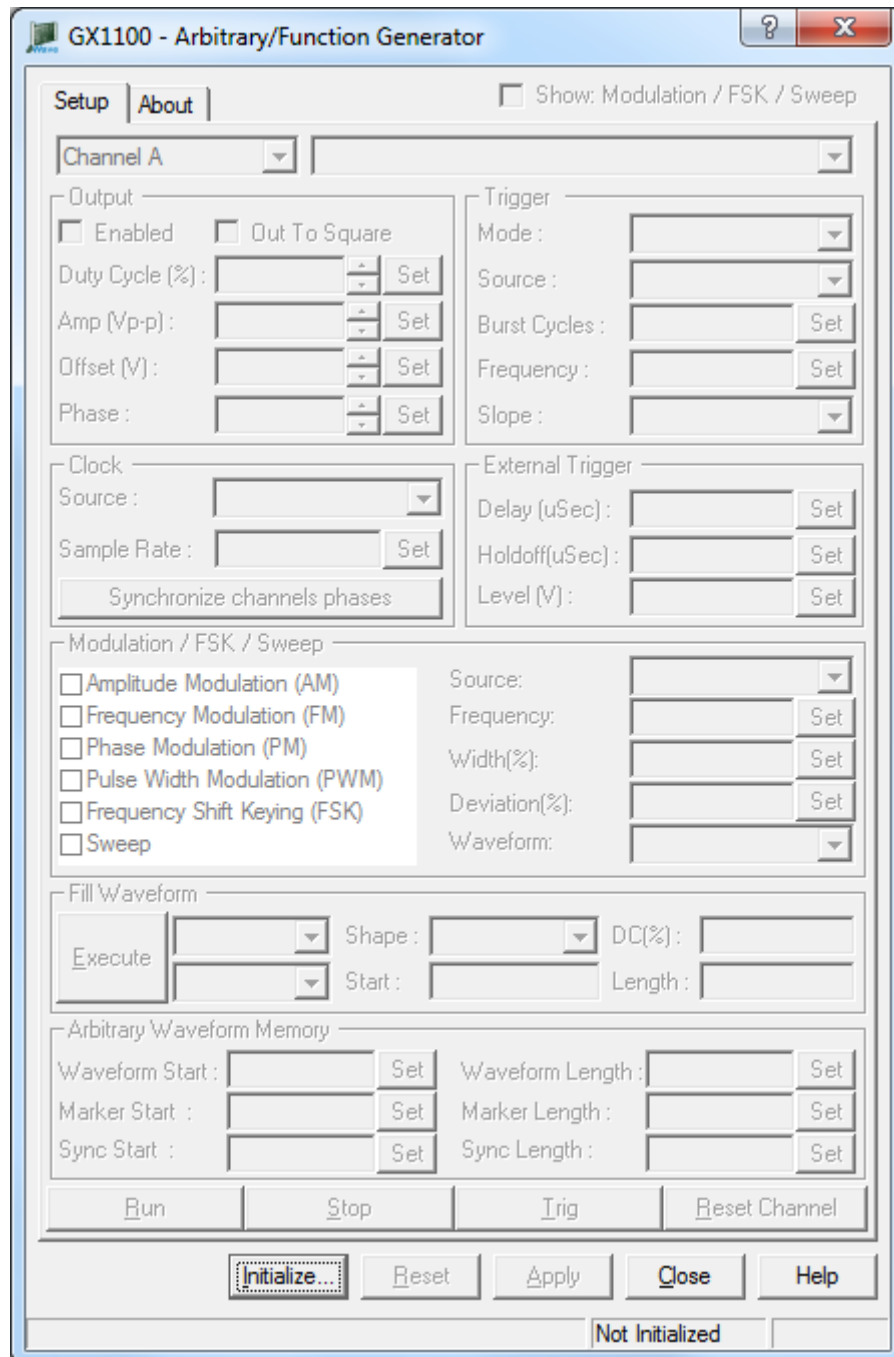 GX1100 - Arbitrary/Function Generator
Setup About Show: Modulation / FSK / Sweep
Channel A
Output
Enabled Out To Square
Duty Cycle (%) : Set
Amp (Vp-p) : Set
Offset (V) : Set
Phase : Set
Trigger
Mode :
Source :
Burst Cycles : Set
Frequency : Set
Slope :
Clock
Source :
Sample Rate : Set
Synchronize channels phases
External Trigger
Delay (uSec) : Set
Holdoff(uSec) : Set
Level (V) : Set
Modulation / FSK / Sweep
Amplitude Modulation (AM)
Frequency Modulation (FM)
Phase Modulation (PM)
Pulse Width Modulation (PWM)
Frequency Shift Keying (FSK)
Sweep
Source:
Frequency: Set
Width(%): Set
Deviation(%): Set
Waveform:
Fill Waveform
Execute Shape : DC(%) :
Start : Length :
Arbitrary Waveform Memory
Waveform Start : Set Waveform Length : Set
Marker Start : Set Marker Length : Set
Sync Start : Set Sync Length : Set
Run Stop Trig Reset Channel
Initialize... Reset Apply Close Help
Not Initialized